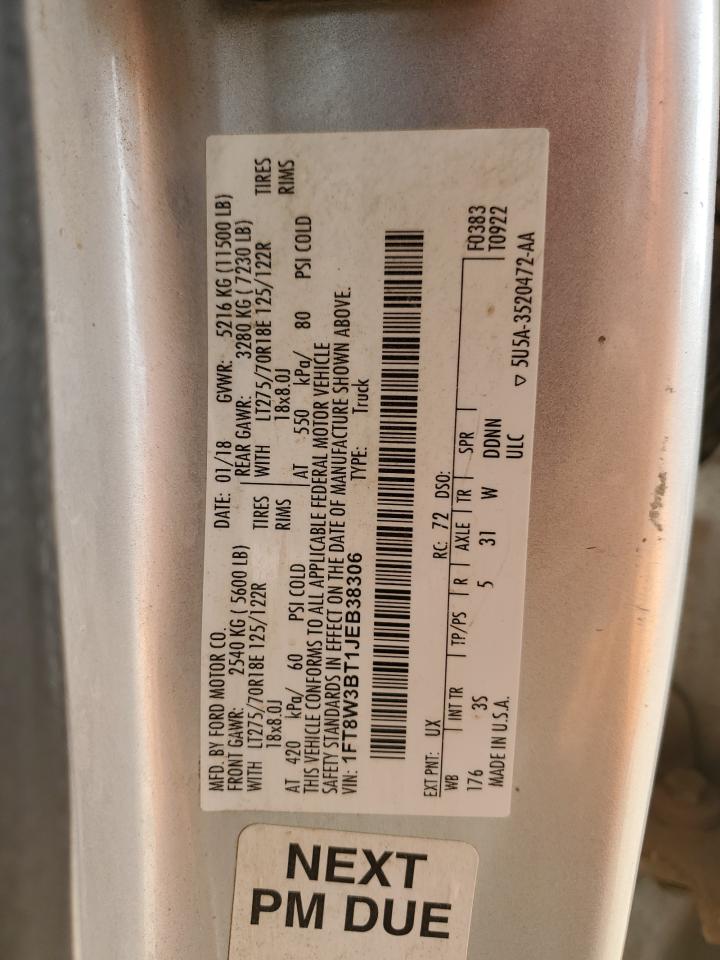 MFD. BY FORD MOTOR CO.
DATE: 01/18 GVWR: 5216 KG (11500 LB)
FRONT GAWR: 2540 KG ( 5600 LB)
REAR GAWR: 3280 KG ( 7230 LB)
WITH LT275/70R18E 125/122R TIRES
WITH LT275/70R18E 125/122R TIRES
18x8.0J RIMS
18x8.0J RIMS
AT 420 kPa/ 60 PSI COLD
AT 550 kPa/ 80 PSI COLD
THIS VEHICLE CONFORMS TO ALL APPLICABLE FEDERAL MOTOR VEHICLE
SAFETY STANDARDS IN EFFECT ON THE DATE OF MANUFACTURE SHOWN ABOVE.
VIN: 1FT8W3BT1JEB38306 TYPE: Truck
EXT PNT: UX RC: 72 DSO:
WB INT TR TP/PS R AXLE TR SPR F0383
176 3S 5 31 W DDNN T0922
MADE IN U.S.A. ULC ▽ 5U5A-3520472-AA
NEXT
PM DUE